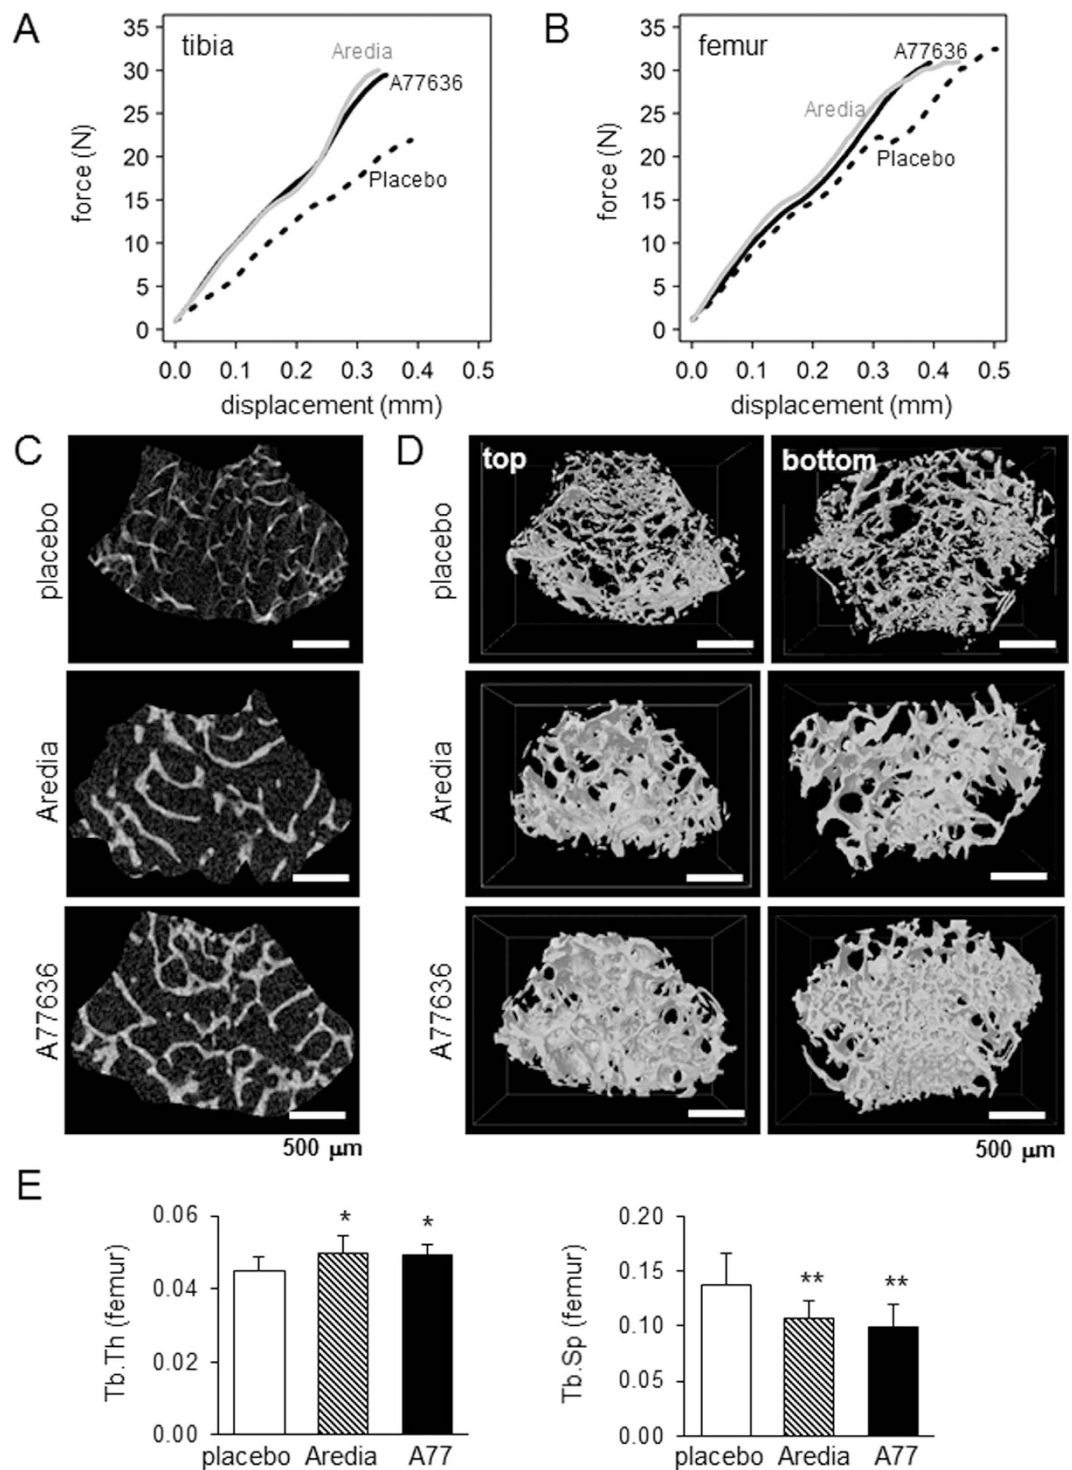 A
tibia
Aredia
A77636
Placebo
force (N)
35
30
25
20
15
10
5
0
0.0 0.1 0.2 0.3 0.4 0.5
displacement (mm)
B
femur
A77636
Aredia
Placebo
force (N)
35
30
25
20
15
10
5
0
0.0 0.1 0.2 0.3 0.4 0.5
displacement (mm)
C
placebo
Aredia
A77636
500 μm
D
top bottom
placebo
Aredia
A77636
500 μm
E
Tb.Th (femur)
0.06
0.04
0.02
0.00
* *
placebo Aredia A77
Tb.Sp (femur)
0.20
0.15
0.10
0.05
0.00
** **
placebo Aredia A77